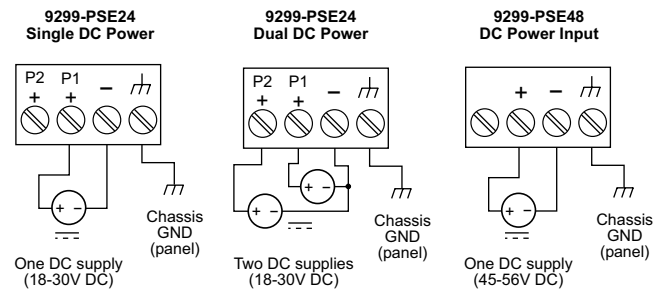 9299-PSE24
Single DC Power
P2 P1
+ + −
+ −
Chassis
GND
(panel)
One DC supply
(18-30V DC)
9299-PSE24
Dual DC Power
P2 P1
+ + −
+ −
+ −
Chassis
GND
(panel)
Two DC supplies
(18-30V DC)
9299-PSE48
DC Power Input
+ −
+ −
Chassis
GND
(panel)
One DC supply
(45-56V DC)